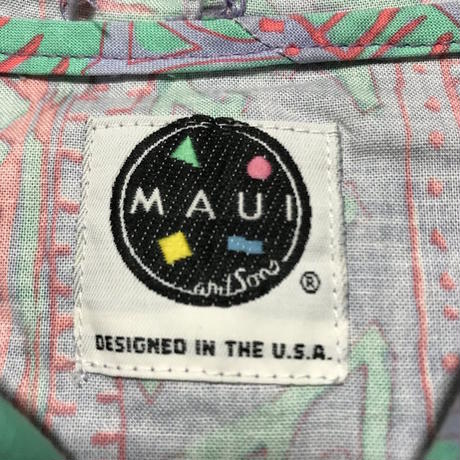 MAUI
and Sons
®
DESIGNED IN THE U.S.A.